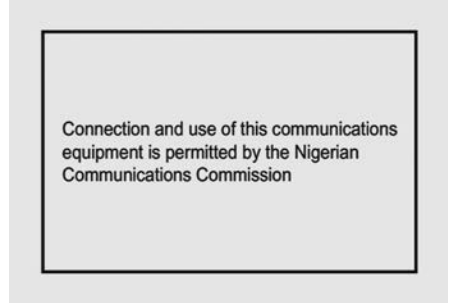 Connection and use of this communications
equipment is permitted by the Nigerian
Communications Commission